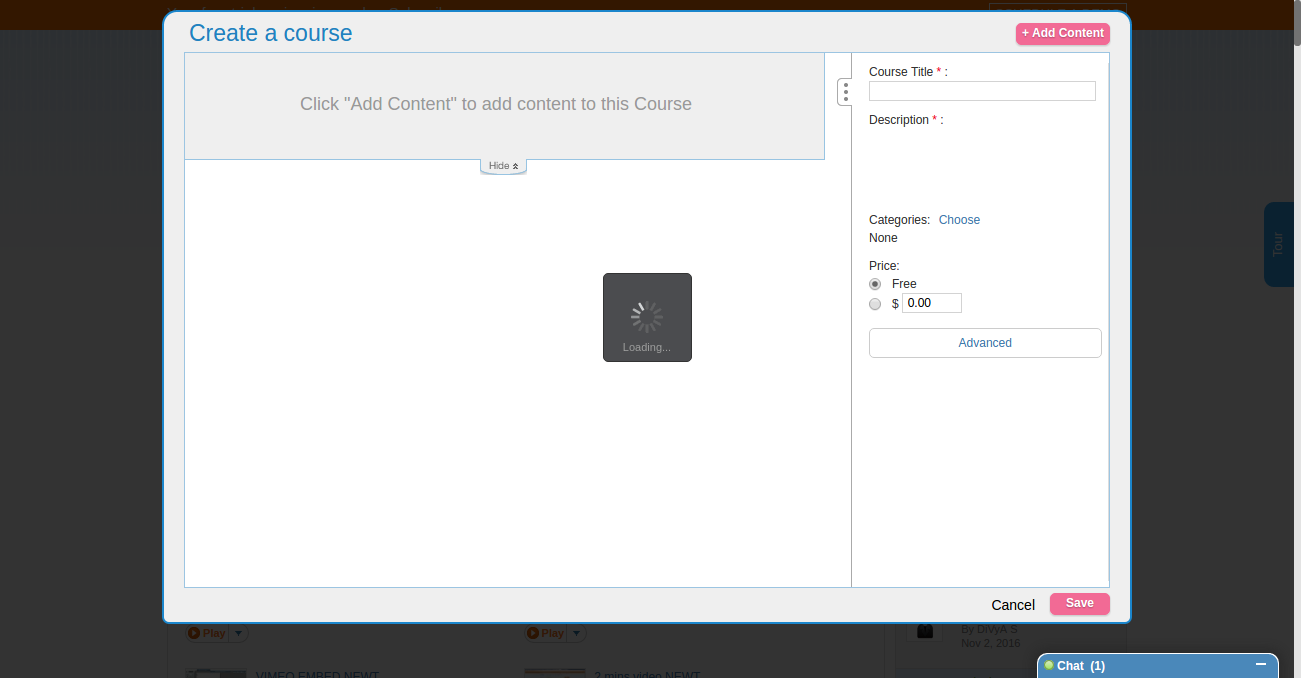 Create a course
+ Add Content
Click "Add Content" to add content to this Course
Hide
Course Title * :
Description * :
Categories: Choose
None
Price:
Free
$ 0.00
Advanced
Loading...
Tour
Cancel
Save
Play
Play
By DiVyA S
Nov 2, 2016
VIMEO EMBED NEWT
2 mins video NEWT
Chat (1)